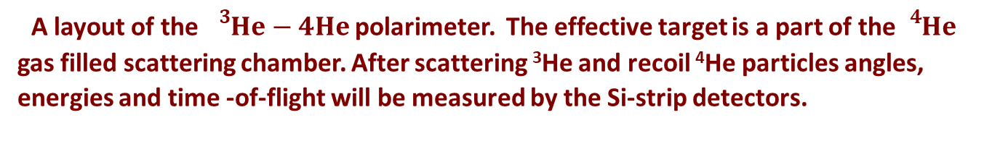 A layout of the ³He – 4He polarimeter. The effective target is a part of the ⁴He
gas filled scattering chamber. After scattering ³He and recoil ⁴He particles angles,
energies and time -of-flight will be measured by the Si-strip detectors.